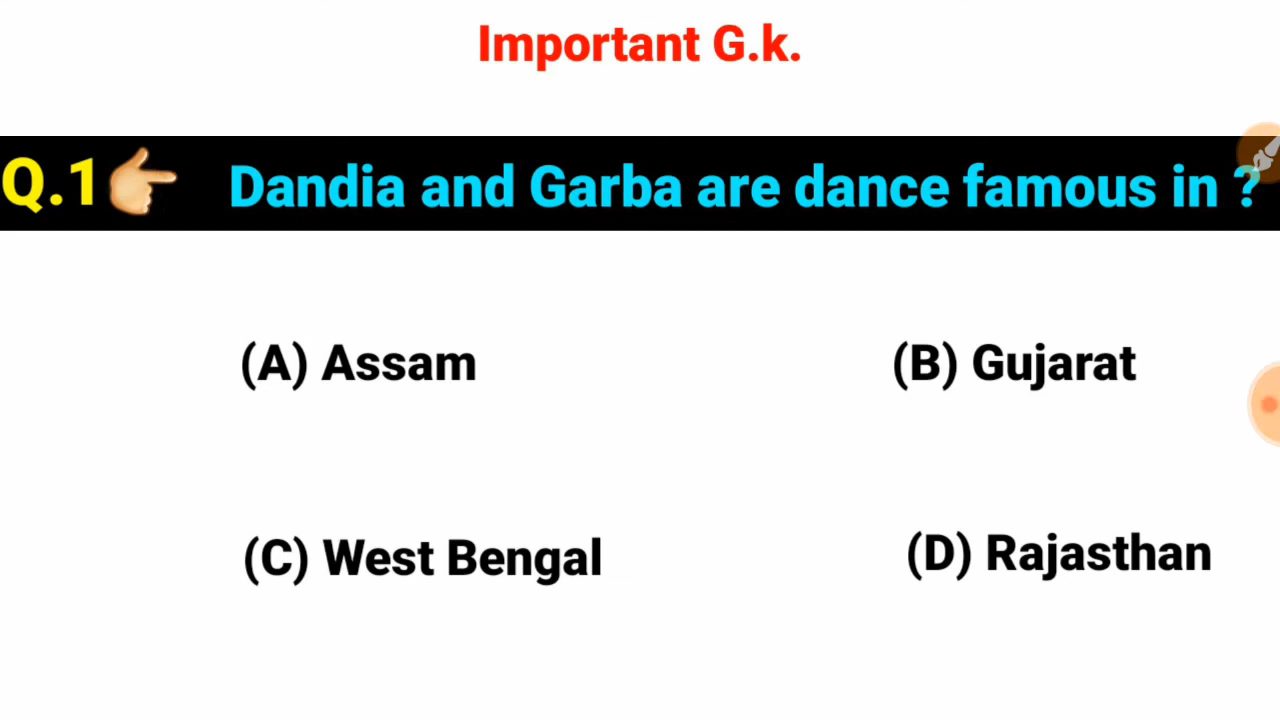 Important G.k.
Q.1 👉 Dandia and Garba are dance famous in ?
(A) Assam
(B) Gujarat
(C) West Bengal
(D) Rajasthan